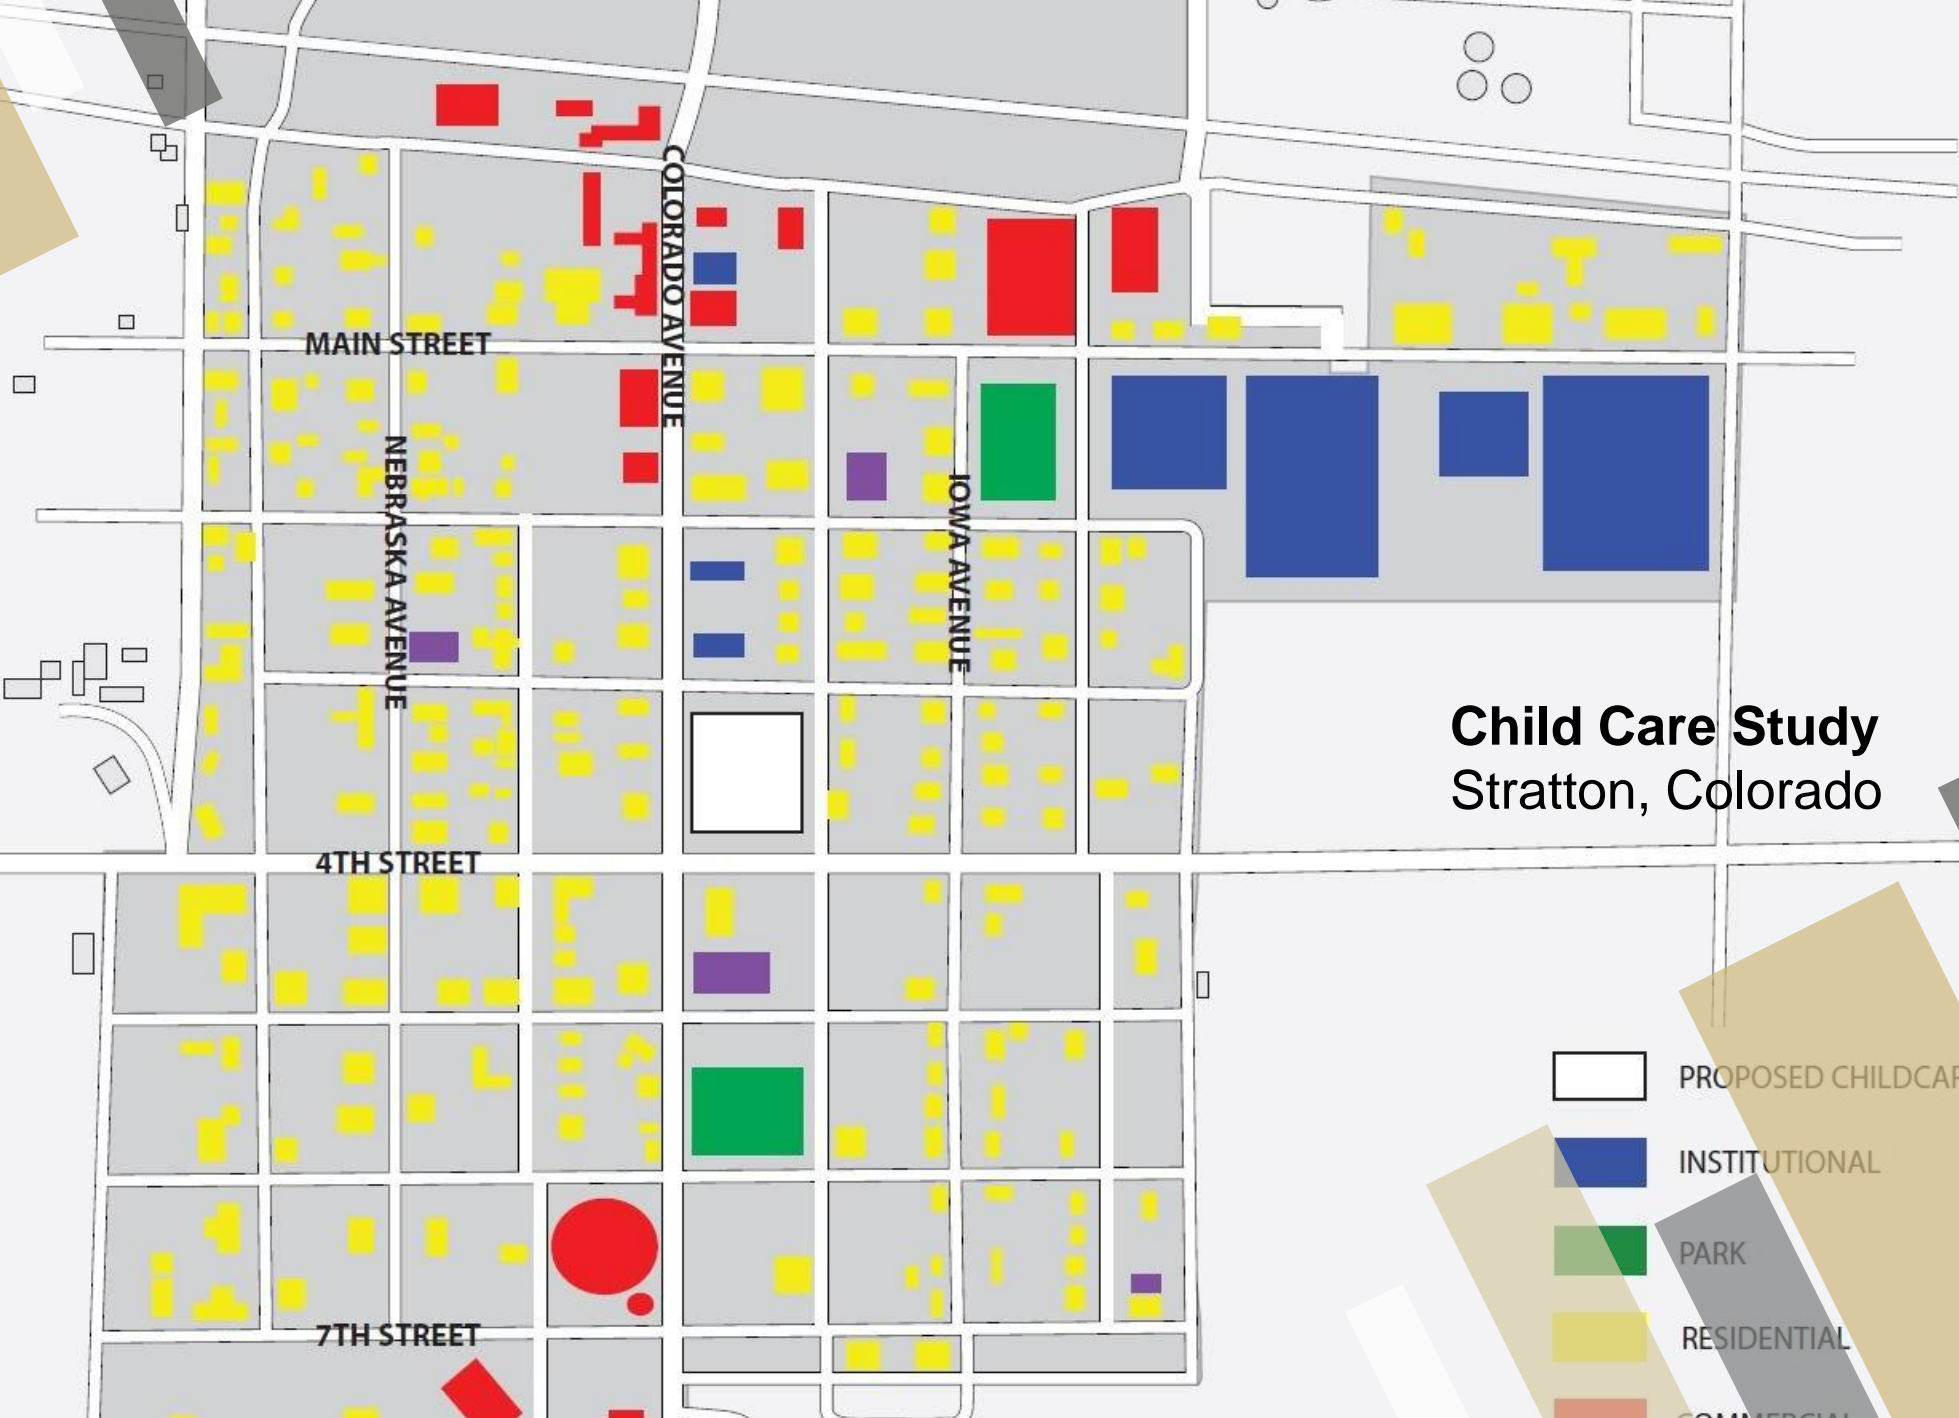 COLORADO AVENUE
MAIN STREET
NEBRASKA AVENUE
IOWA AVENUE
Child Care Study
Stratton, Colorado
4TH STREET
PROPOSED
INSTITUTIONAL
PARK
RESIDENTIAL
7TH STREET